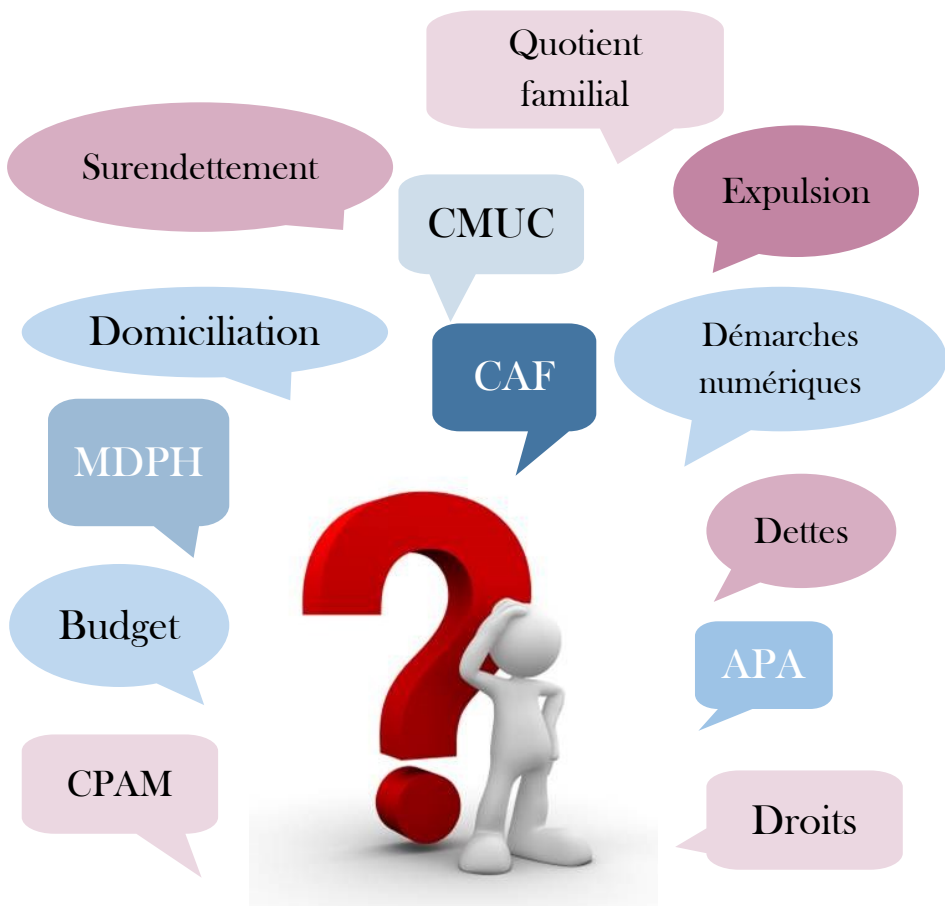 Quotient
familial
Surendettement
Expulsion
CMUC
Domiciliation
CAF
Démarches
numériques
MDPH
Dettes
Budget
APA
CPAM
Droits